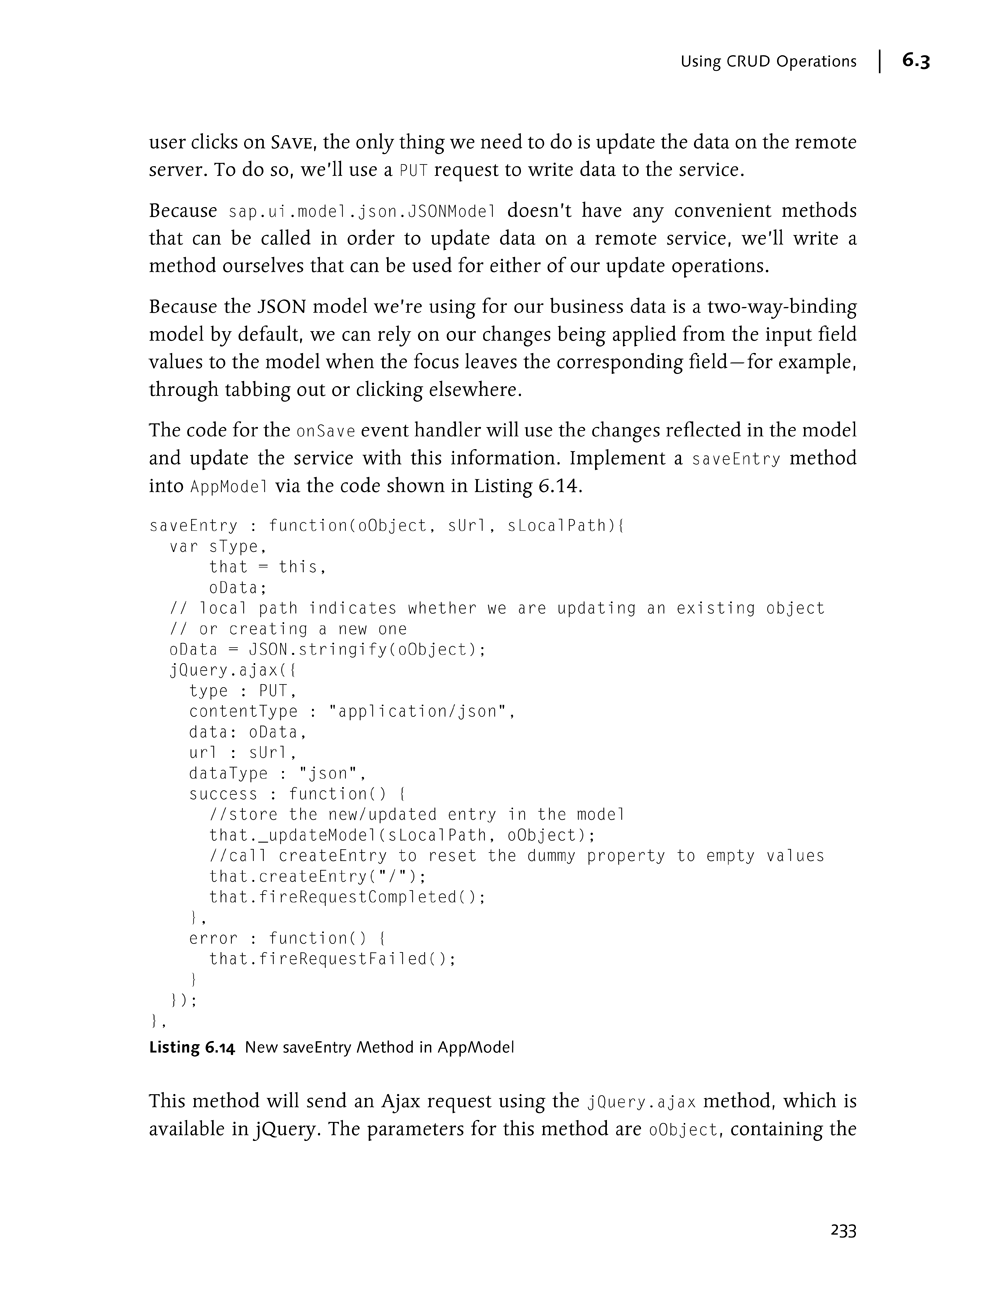 Using CRUD Operations | 6.3
user clicks on SAVE, the only thing we need to do is update the data on the remote
server. To do so, we'll use a PUT request to write data to the service.
Because sap.ui.model.json.JSONModel doesn't have any convenient methods
that can be called in order to update data on a remote service, we'll write a
method ourselves that can be used for either of our update operations.
Because the JSON model we're using for our business data is a two-way-binding
model by default, we can rely on our changes being applied from the input field
values to the model when the focus leaves the corresponding field—for example,
through tabbing out or clicking elsewhere.
The code for the onSave event handler will use the changes reflected in the model
and update the service with this information. Implement a saveEntry method
into AppModel via the code shown in Listing 6.14.
saveEntry : function(oObject, sUrl, sLocalPath){
  var sType,
      that = this,
      oData;
  // local path indicates whether we are updating an existing object
  // or creating a new one
  oData = JSON.stringify(oObject);
  jQuery.ajax({
    type : PUT,
    contentType : "application/json",
    data: oData,
    url : sUrl,
    dataType : "json",
    success : function() {
      //store the new/updated entry in the model
      that._updateModel(sLocalPath, oObject);
      //call createEntry to reset the dummy property to empty values
      that.createEntry("/");
      that.fireRequestCompleted();
    },
    error : function() {
      that.fireRequestFailed();
    }
  });
},
Listing 6.14 New saveEntry Method in AppModel
This method will send an Ajax request using the jQuery.ajax method, which is
available in jQuery. The parameters for this method are oObject, containing the
233